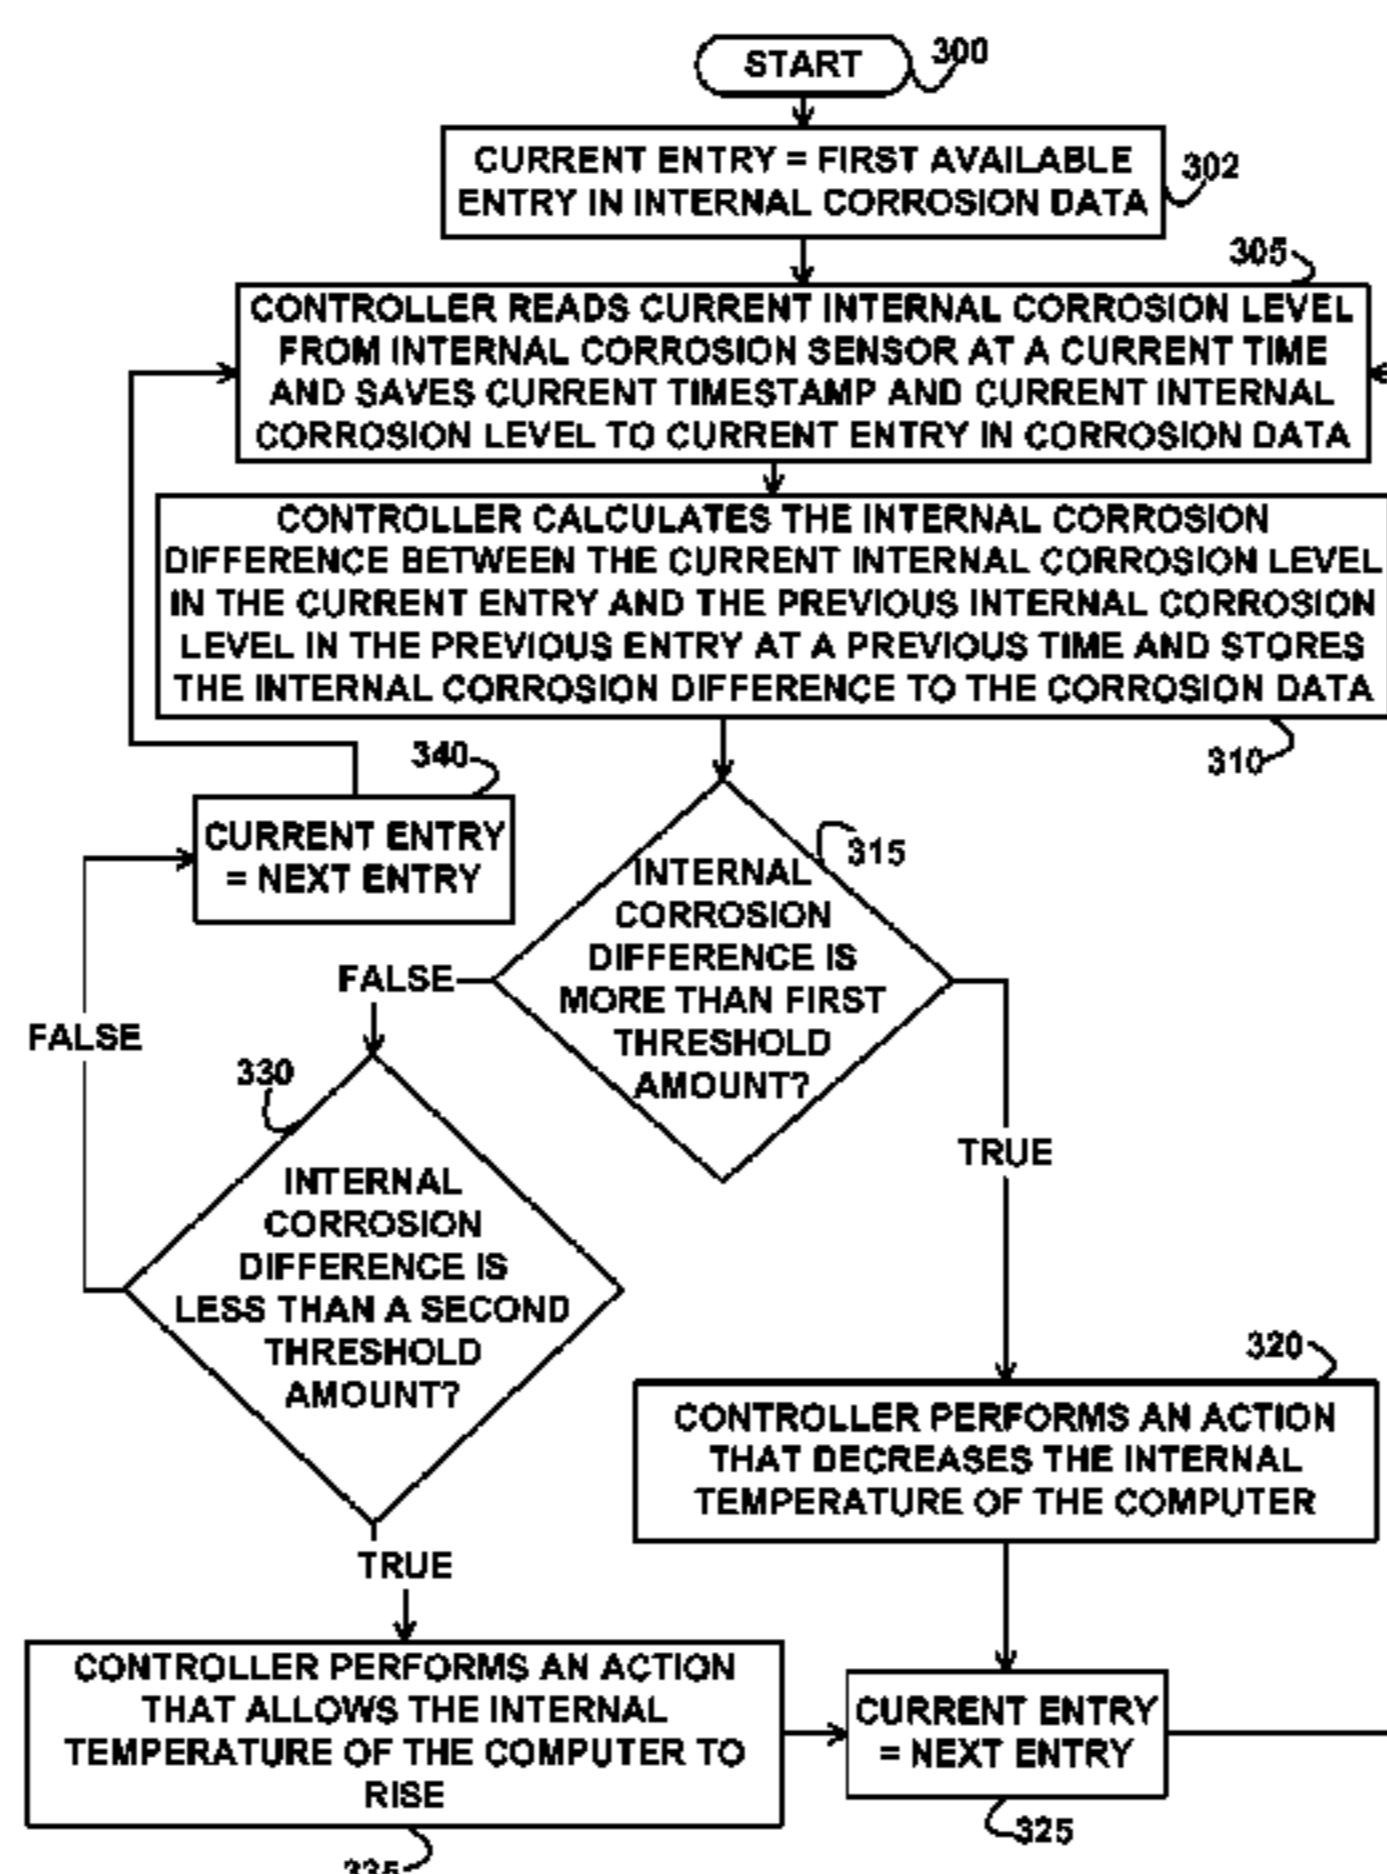 START
300
CURRENT ENTRY = FIRST AVAILABLE
ENTRY IN INTERNAL CORROSION DATA
302
305
CONTROLLER READS CURRENT INTERNAL CORROSION LEVEL
FROM INTERNAL CORROSION SENSOR AT A CURRENT TIME
AND SAVES CURRENT TIMESTAMP AND CURRENT INTERNAL
CORROSION LEVEL TO CURRENT ENTRY IN CORROSION DATA
CONTROLLER CALCULATES THE INTERNAL CORROSION
DIFFERENCE BETWEEN THE CURRENT INTERNAL CORROSION LEVEL
IN THE CURRENT ENTRY AND THE PREVIOUS INTERNAL CORROSION
LEVEL IN THE PREVIOUS ENTRY AT A PREVIOUS TIME AND STORES
THE INTERNAL CORROSION DIFFERENCE TO THE CORROSION DATA
310
340
CURRENT ENTRY
= NEXT ENTRY
315
INTERNAL
CORROSION
DIFFERENCE IS
MORE THAN FIRST
THRESHOLD
AMOUNT?
FALSE
FALSE
TRUE
330
INTERNAL
CORROSION
DIFFERENCE IS
LESS THAN A SECOND
THRESHOLD
AMOUNT?
320
CONTROLLER PERFORMS AN ACTION
THAT DECREASES THE INTERNAL
TEMPERATURE OF THE COMPUTER
TRUE
CONTROLLER PERFORMS AN ACTION
THAT ALLOWS THE INTERNAL
TEMPERATURE OF THE COMPUTER TO
RISE
CURRENT ENTRY
= NEXT ENTRY
325
335